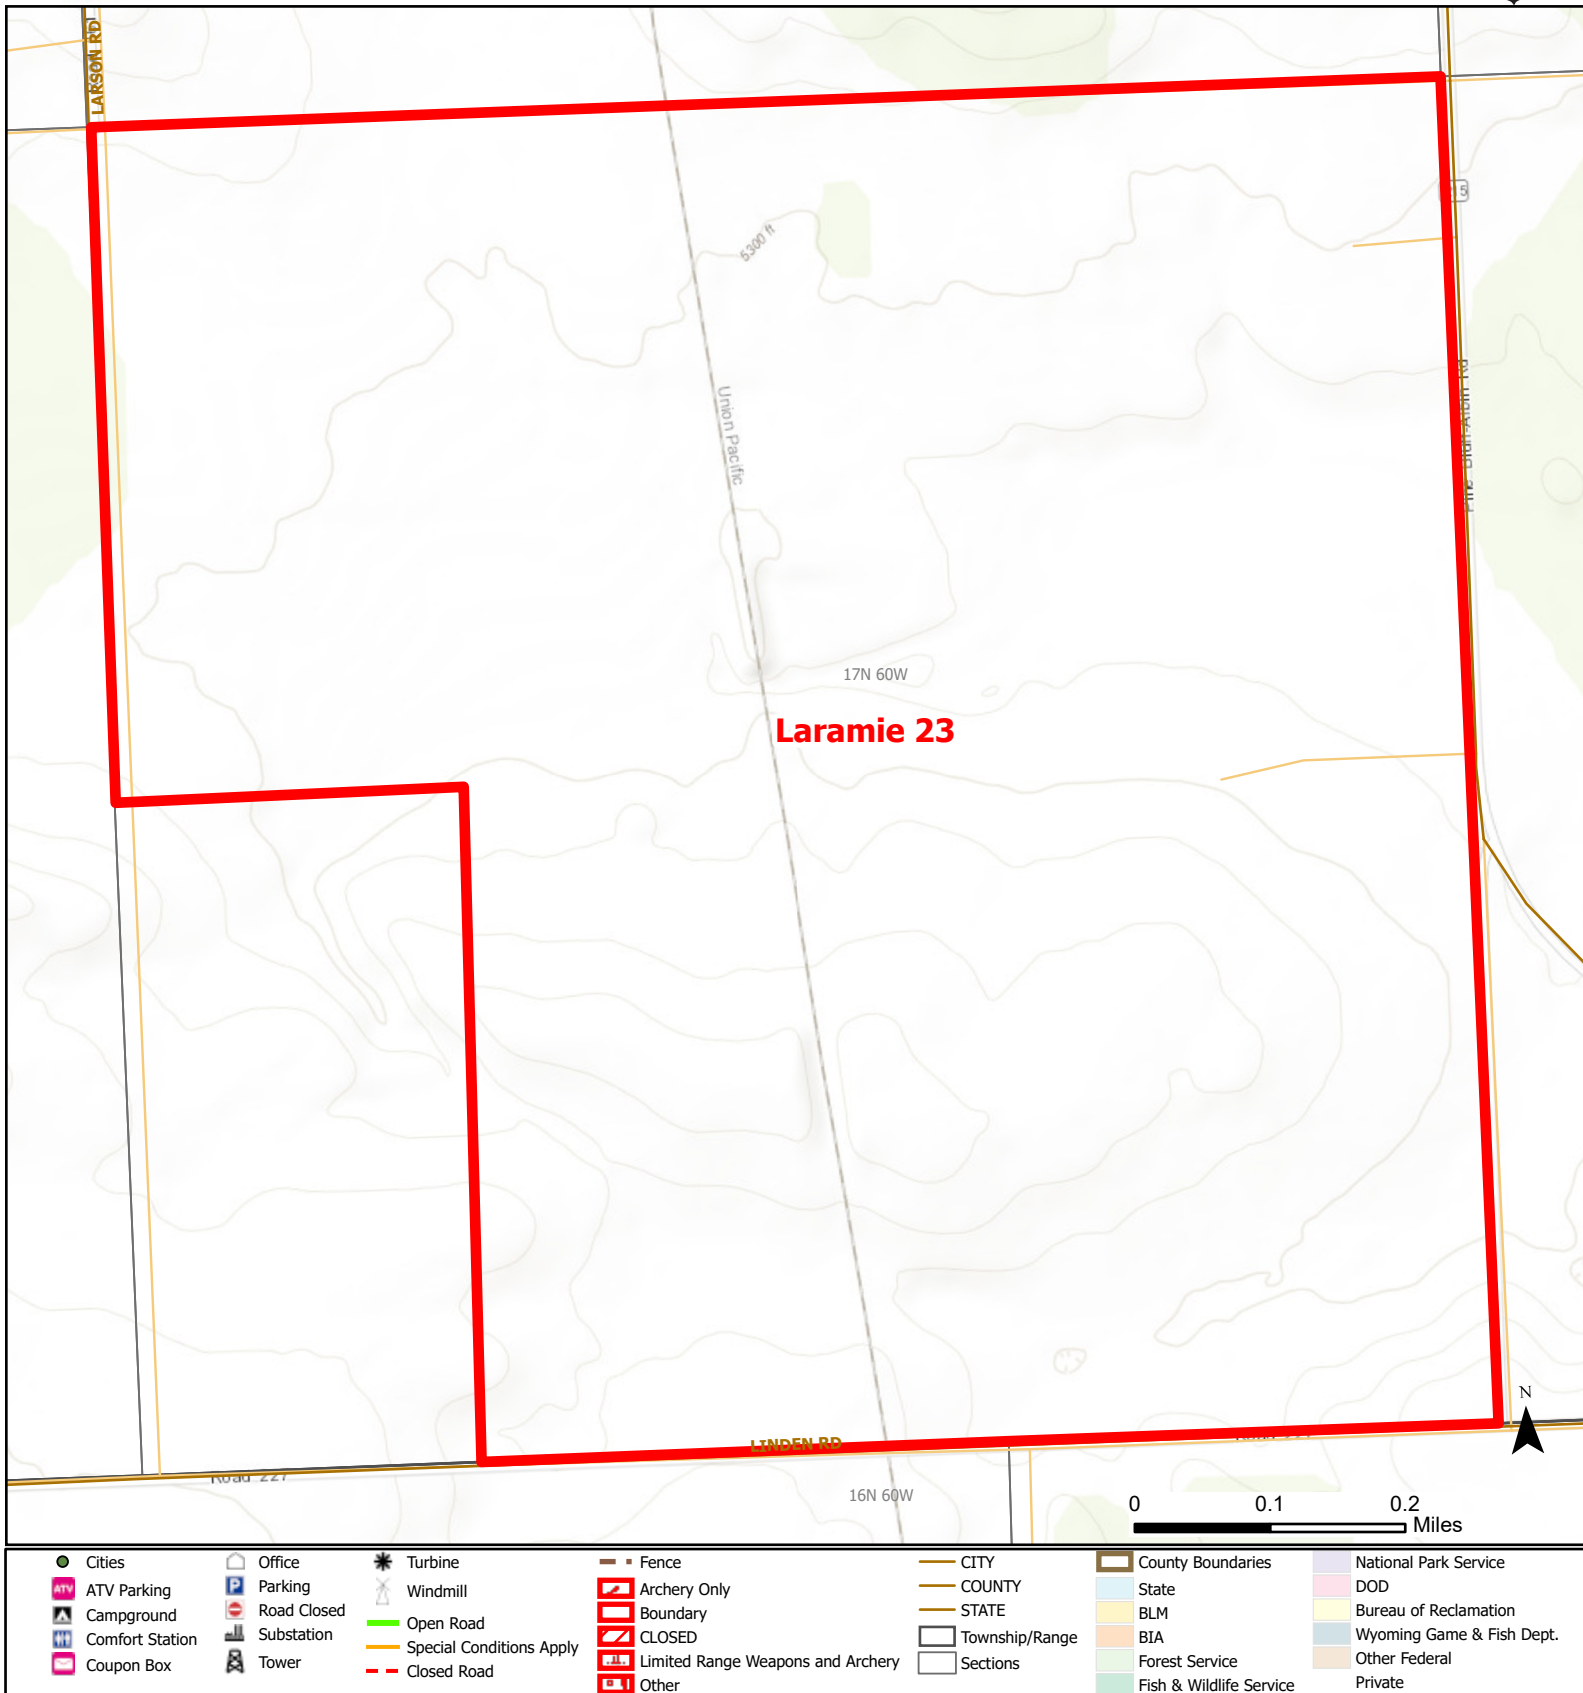 LARSON RD
5300 ft
Union Pacific
17N 60W
Laramie 23
LINDEN RD
Road 227
16N 60W
N
0 0.1 0.2
Miles
Cities
ATV ATV Parking
Campground
Comfort Station
Coupon Box
Office
P Parking
Road Closed
Substation
Tower
Turbine
Windmill
Open Road
Special Conditions Apply
Closed Road
Fence
Archery Only
Boundary
CLOSED
Limited Range Weapons and Archery
Other
CITY
COUNTY
STATE
Township/Range
Sections
County Boundaries
State
BLM
BIA
Forest Service
Fish & Wildlife Service
National Park Service
DOD
Bureau of Reclamation
Wyoming Game & Fish Dept.
Other Federal
Private